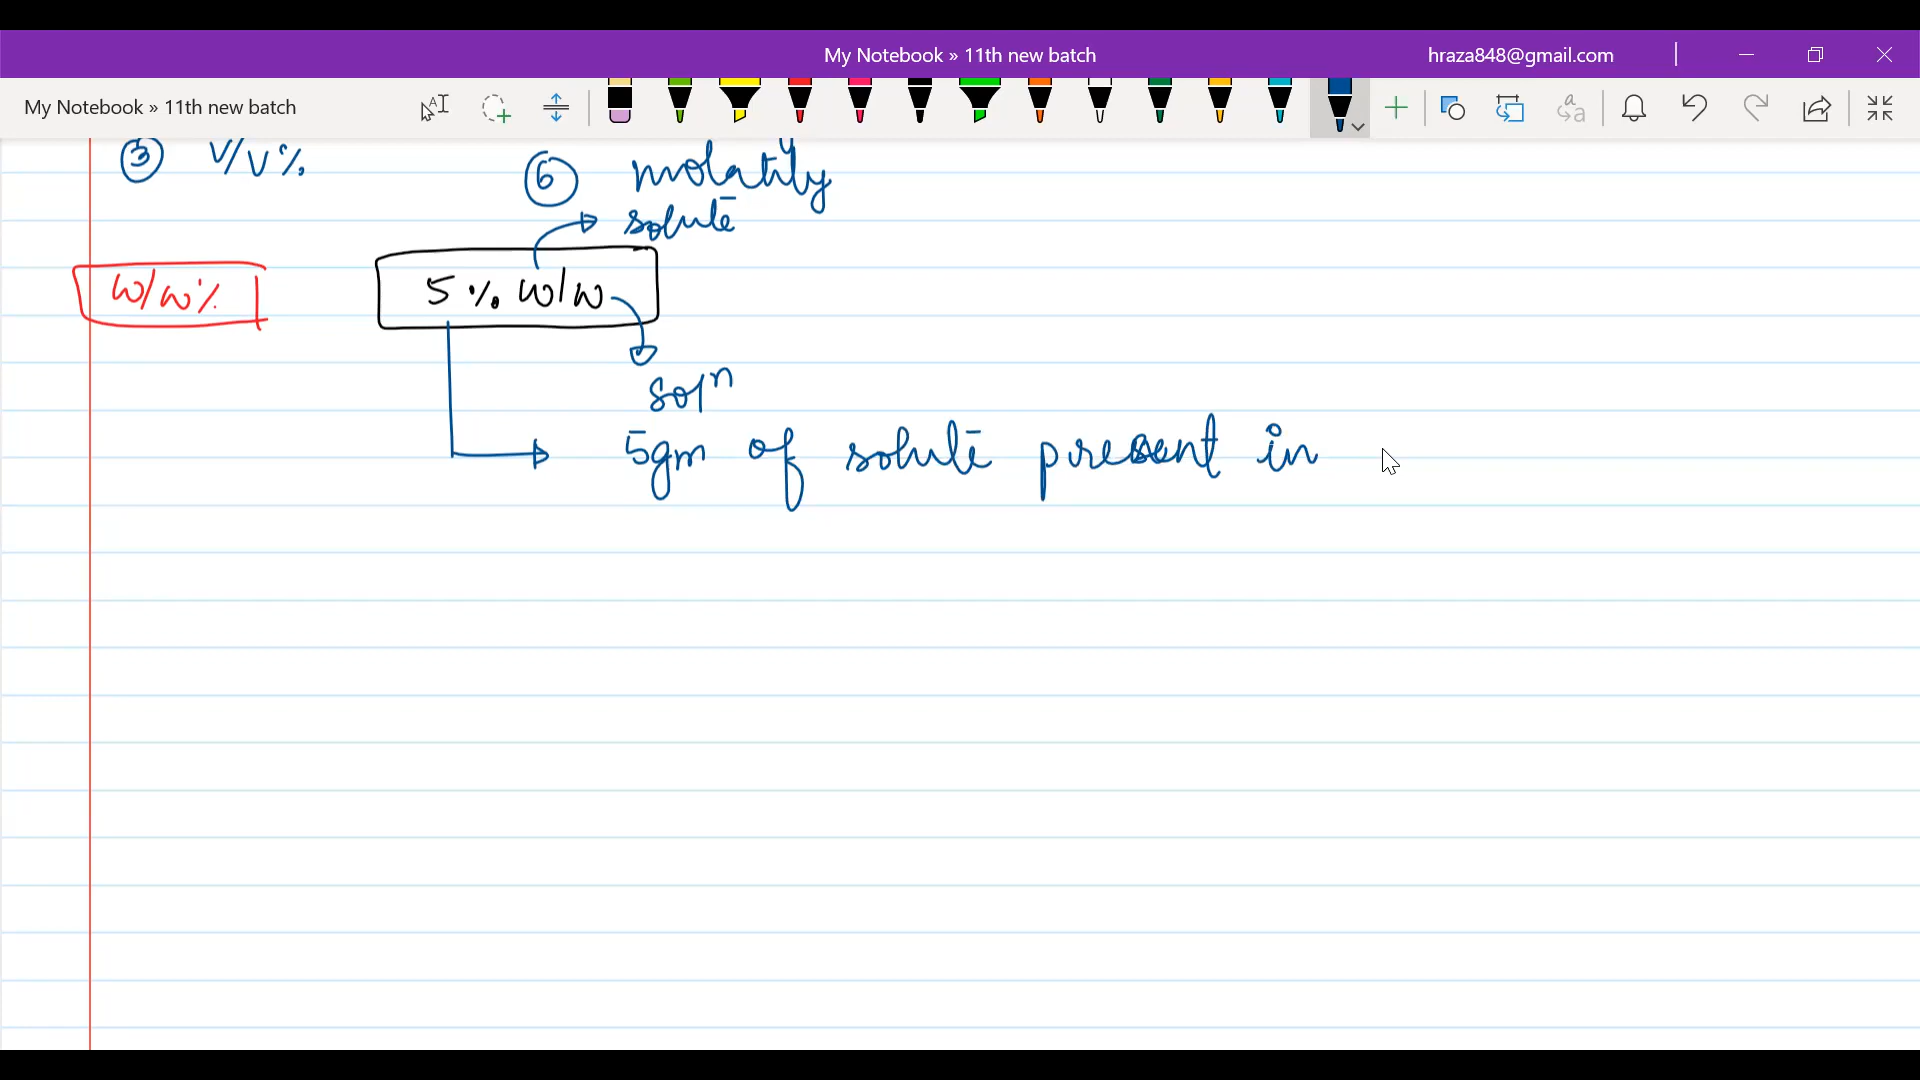 My Notebook » 11th new batch
hraza848@gmail.com
My Notebook » 11th new batch
③ V/V %
⑥ molality
solute
W/W %
5 % W/W
solⁿ
5gm of solute present in